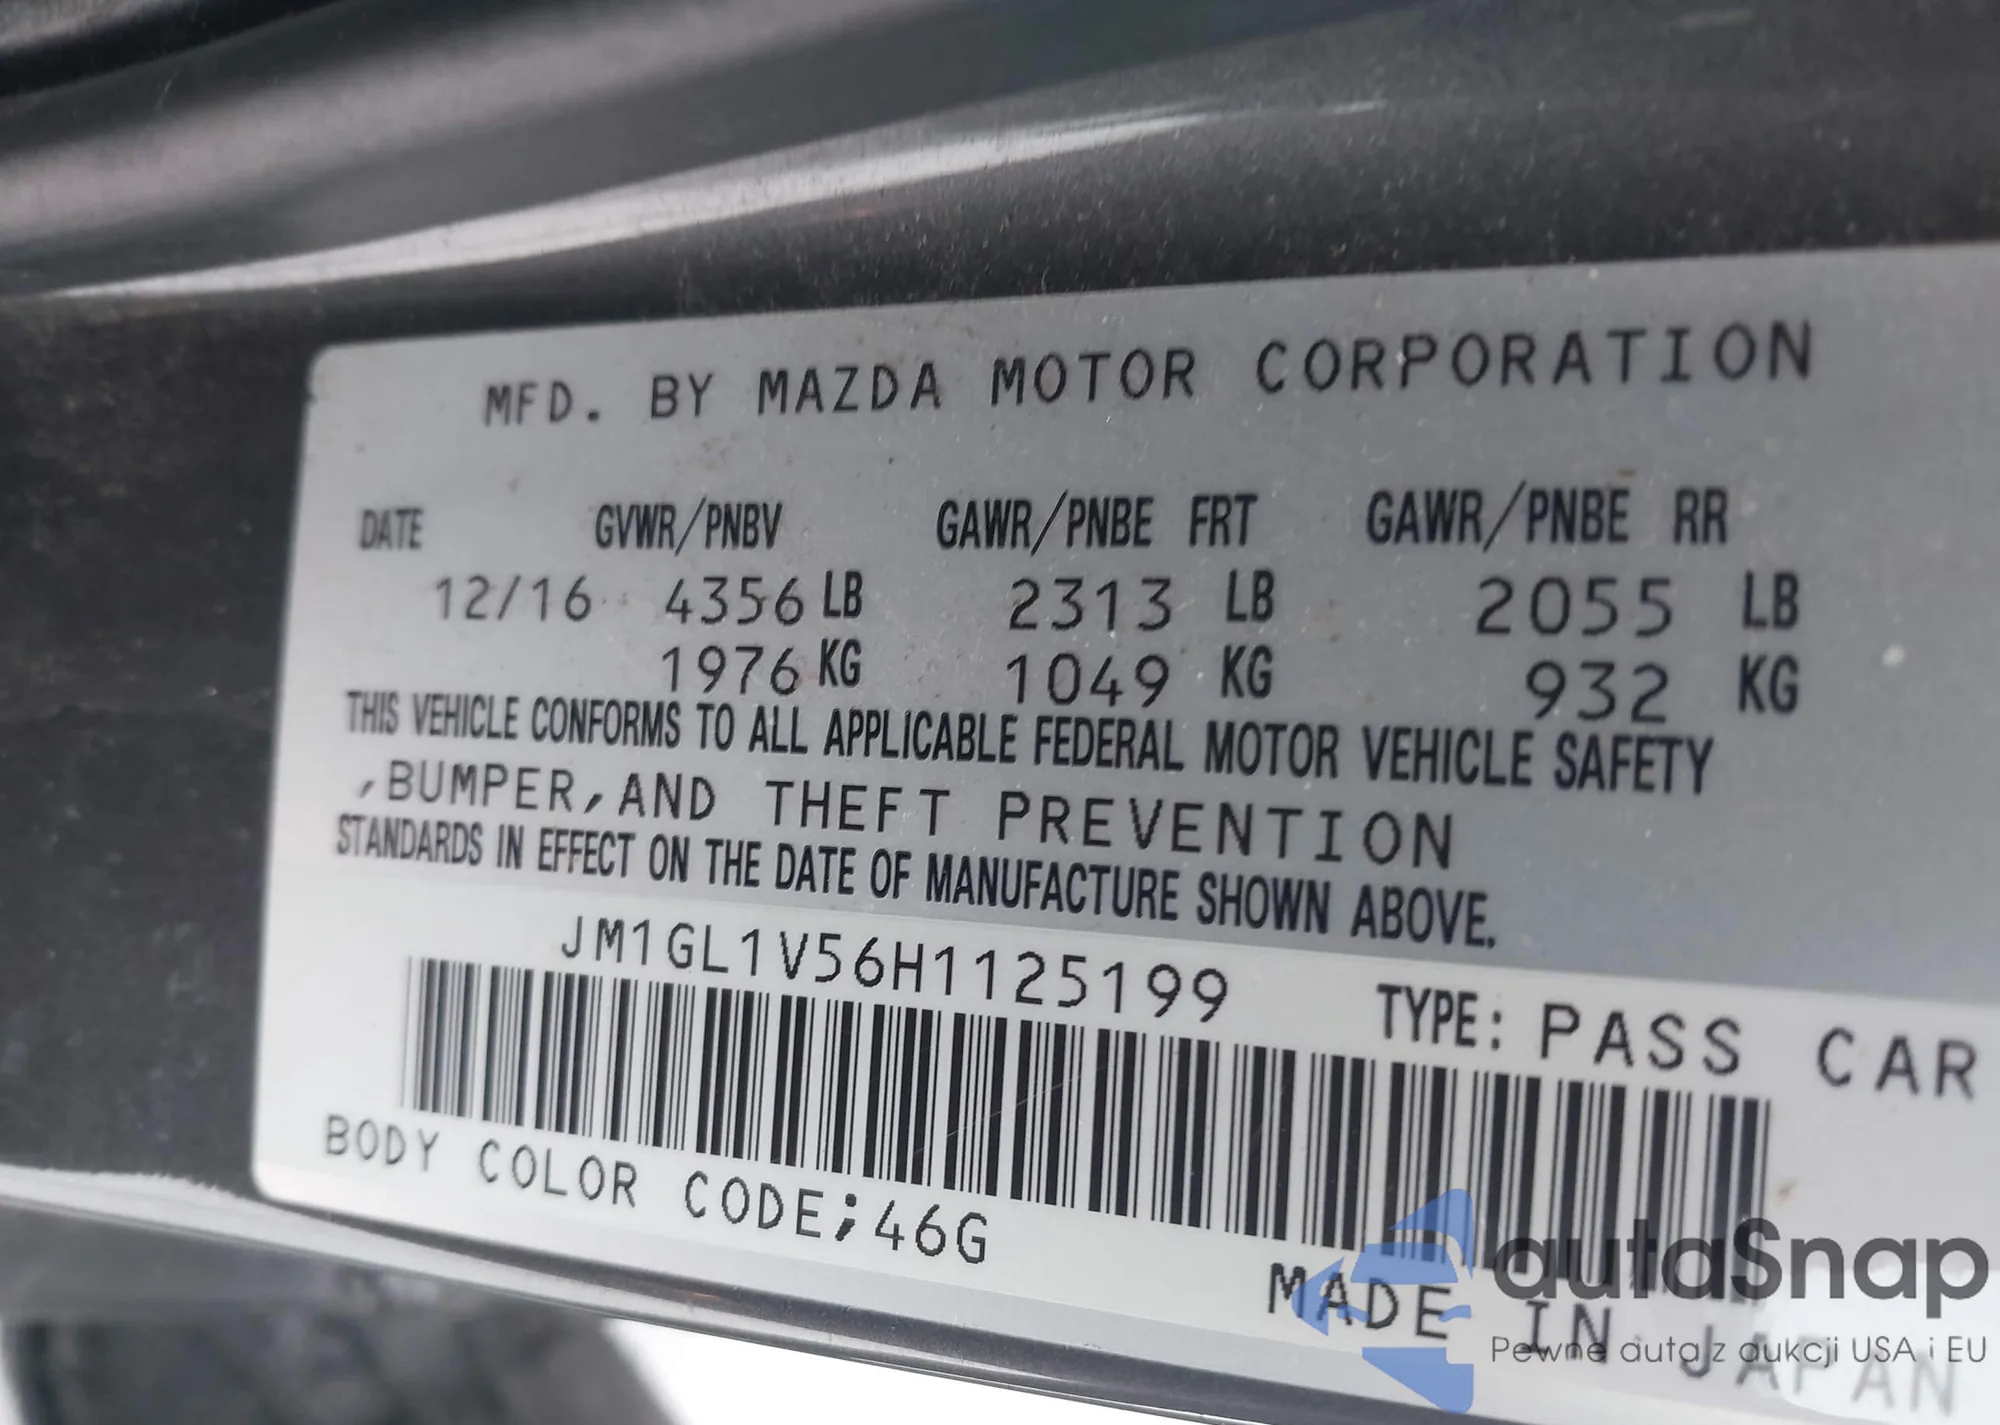 MFD. BY MAZDA MOTOR CORPORATION
DATE GVWR/PNBV GAWR/PNBE FRT GAWR/PNBE RR
12/16 4356 LB 2313 LB 2055 LB
1976 KG 1049 KG 932 KG
THIS VEHICLE CONFORMS TO ALL APPLICABLE FEDERAL MOTOR VEHICLE SAFETY
,BUMPER,AND THEFT PREVENTION
STANDARDS IN EFFECT ON THE DATE OF MANUFACTURE SHOWN ABOVE.
JM1GL1V56H1125199 TYPE: PASS CAR
BODY COLOR CODE;46G
MADE IN JAPAN
autaSnap
Pewne auta z aukcji USA i EU